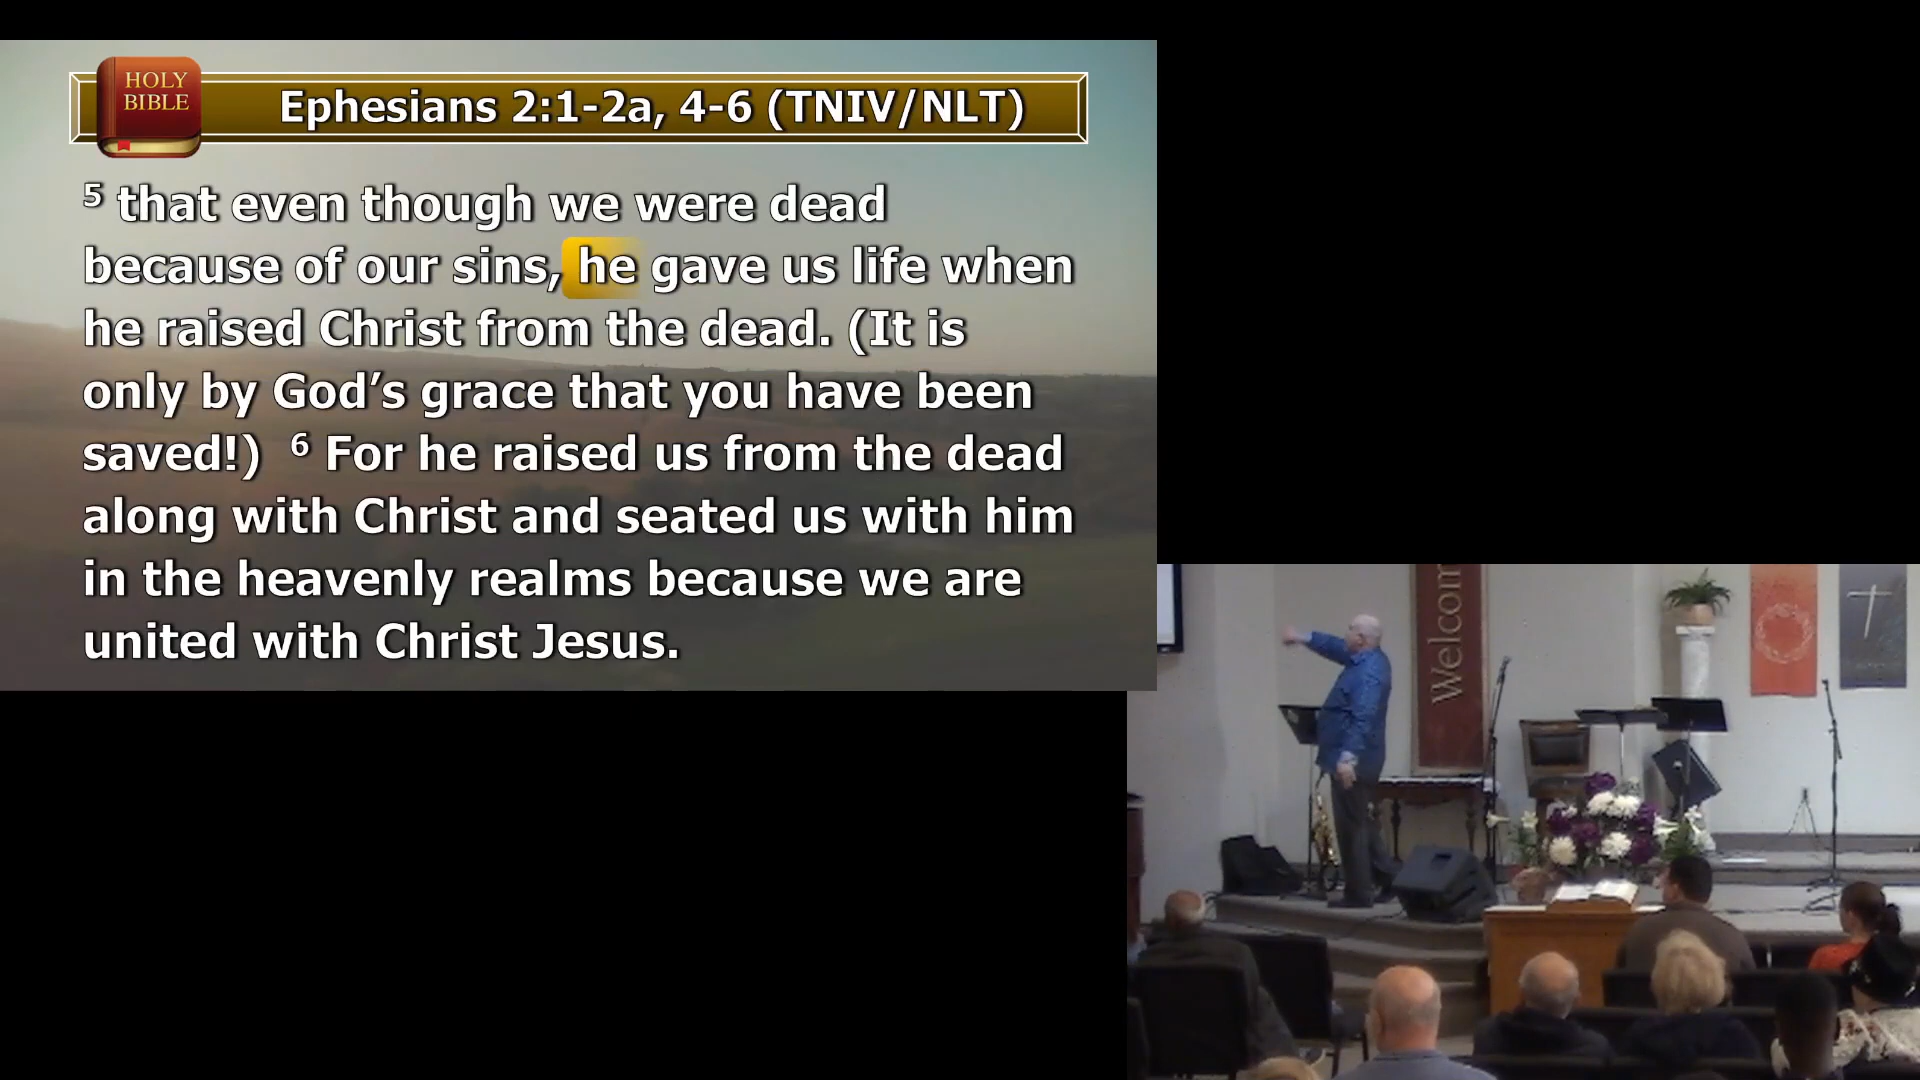 HOLY
BIBLE
Ephesians 2:1-2a, 4-6 (TNIV/NLT)
⁵ that even though we were dead
because of our sins, he gave us life when
he raised Christ from the dead. (It is
only by God’s grace that you have been
saved!) ⁶ For he raised us from the dead
along with Christ and seated us with him
in the heavenly realms because we are
united with Christ Jesus.
Welcom